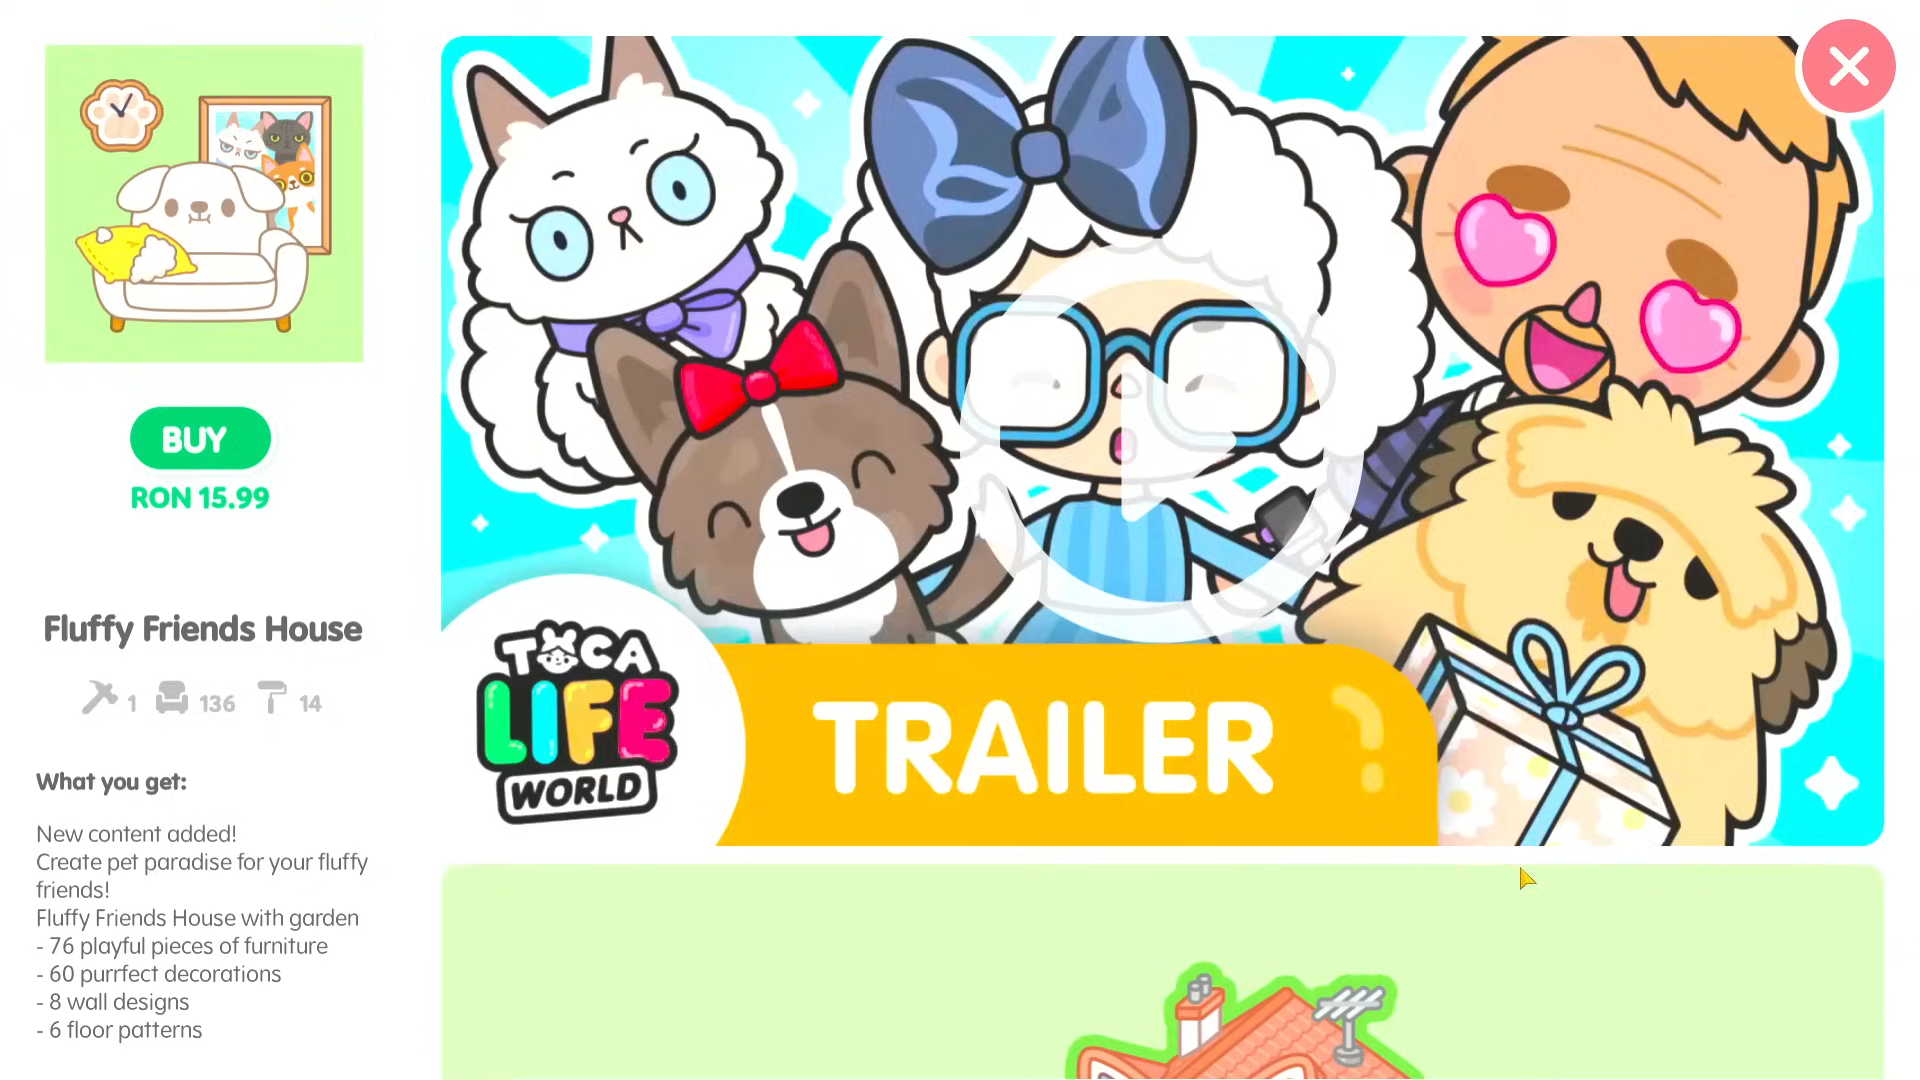 BUY
RON 15.99
Fluffy Friends House
1 136 14
What you get:
New content added!
Create pet paradise for your fluffy
friends!
Fluffy Friends House with garden
- 76 playful pieces of furniture
- 60 purrfect decorations
- 8 wall designs
- 6 floor patterns
TOCA
LIFE
WORLD
TRAILER